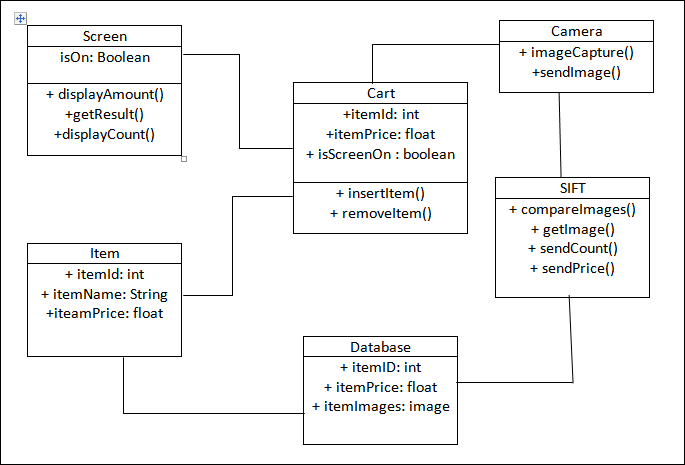 Screen
isOn: Boolean
+ displayAmount()
+getResult()
+displayCount()
Camera
+ imageCapture()
+sendImage()
Cart
+itemId: int
+itemPrice: float
+ isScreenOn : boolean
+ insertItem()
+ removeItem()
SIFT
+ compareImages()
+ getImage()
+ sendCount()
+ sendPrice()
Item
+ itemId: int
+ itemName: String
+iteamPrice: float
Database
+ itemID: int
+ itemPrice: float
+ itemImages: image